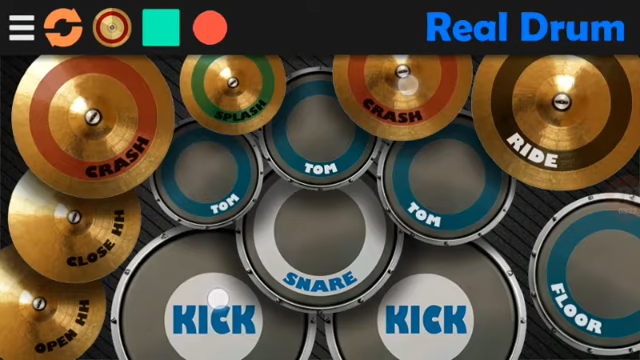 Real Drum
CRASH
SPLASH
CRASH
RIDE
TOM
TOM
TOM
CLOSE HH
SNARE
OPEN HH
KICK
KICK
FLOOR